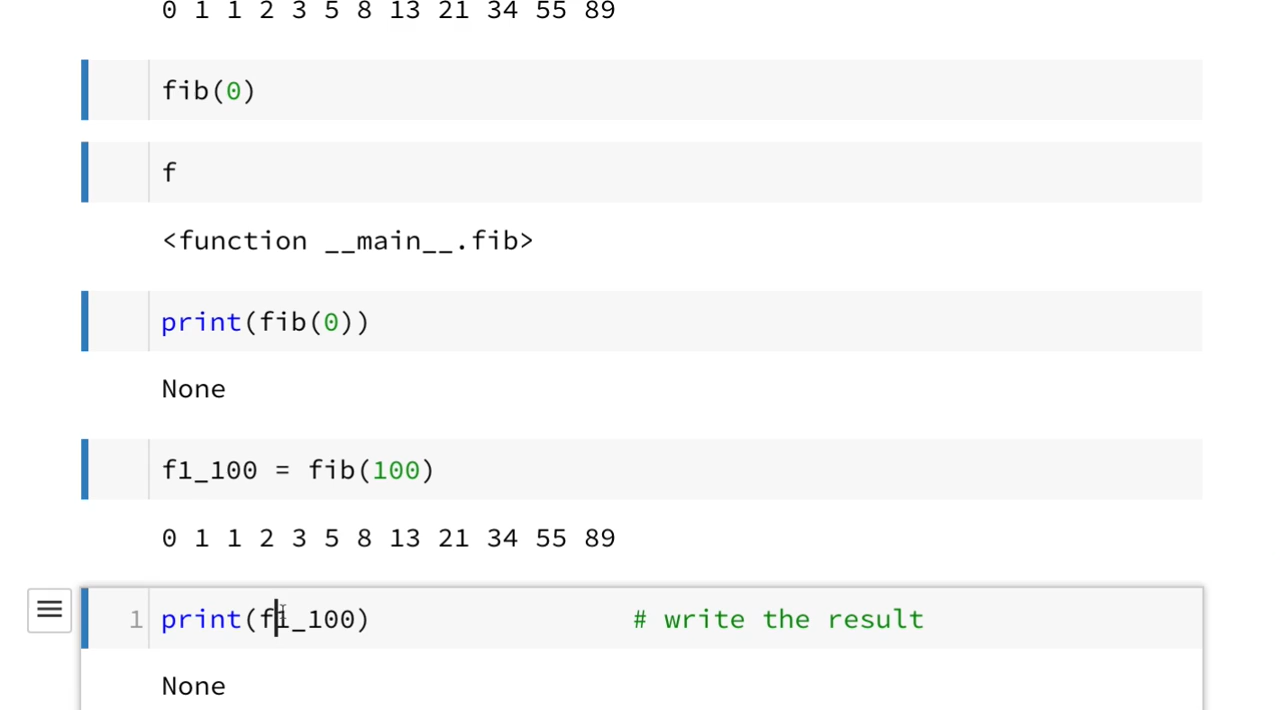 0 1 1 2 3 5 8 13 21 34 55 89
fib(0)
f
<function __main__.fib>
print(fib(0))
None
f1_100 = fib(100)
0 1 1 2 3 5 8 13 21 34 55 89
1 print(f1_100) # write the result
None